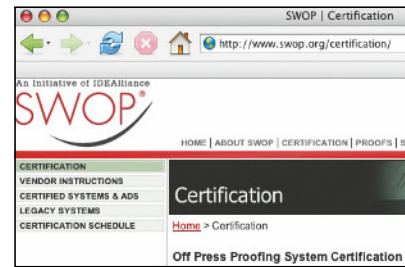 SWOP | Certification
http://www.swop.org/certification/
An Initiative of IDEAlliance
SWOP®
HOME | ABOUT SWOP | CERTIFICATION | PROOFS | S
CERTIFICATION
VENDOR INSTRUCTIONS
CERTIFIED SYSTEMS & ADS
LEGACY SYSTEMS
CERTIFICATION SCHEDULE
Certification
Home > Certification
Off Press Proofing System Certification